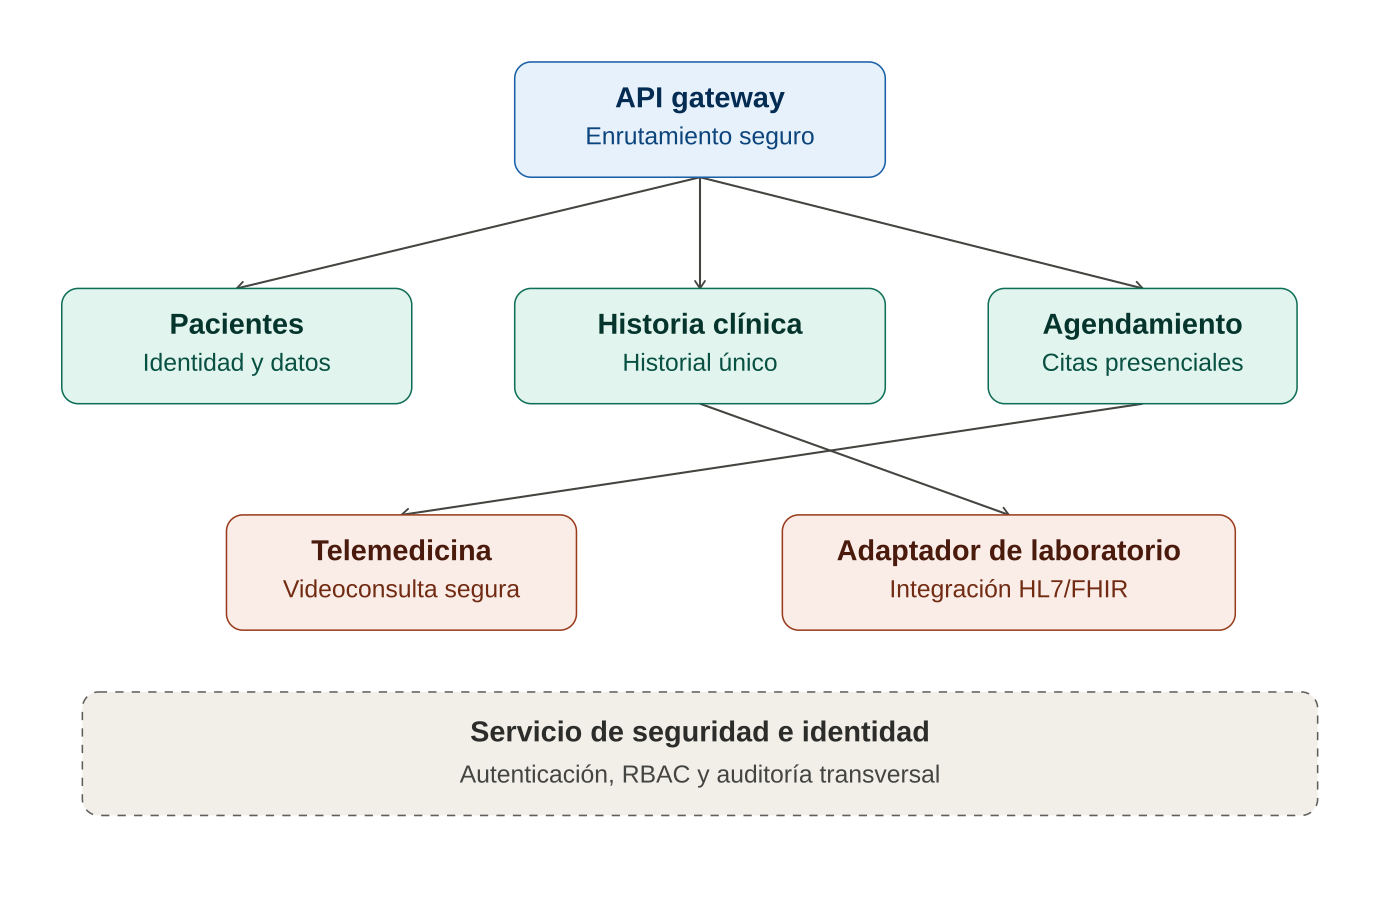 API gateway
Enrutamiento seguro
Pacientes
Identidad y datos
Historia clínica
Historial único
Agendamiento
Citas presenciales
Telemedicina
Videoconsulta segura
Adaptador de laboratorio
Integración HL7/FHIR
Servicio de seguridad e identidad
Autenticación, RBAC y auditoría transversal